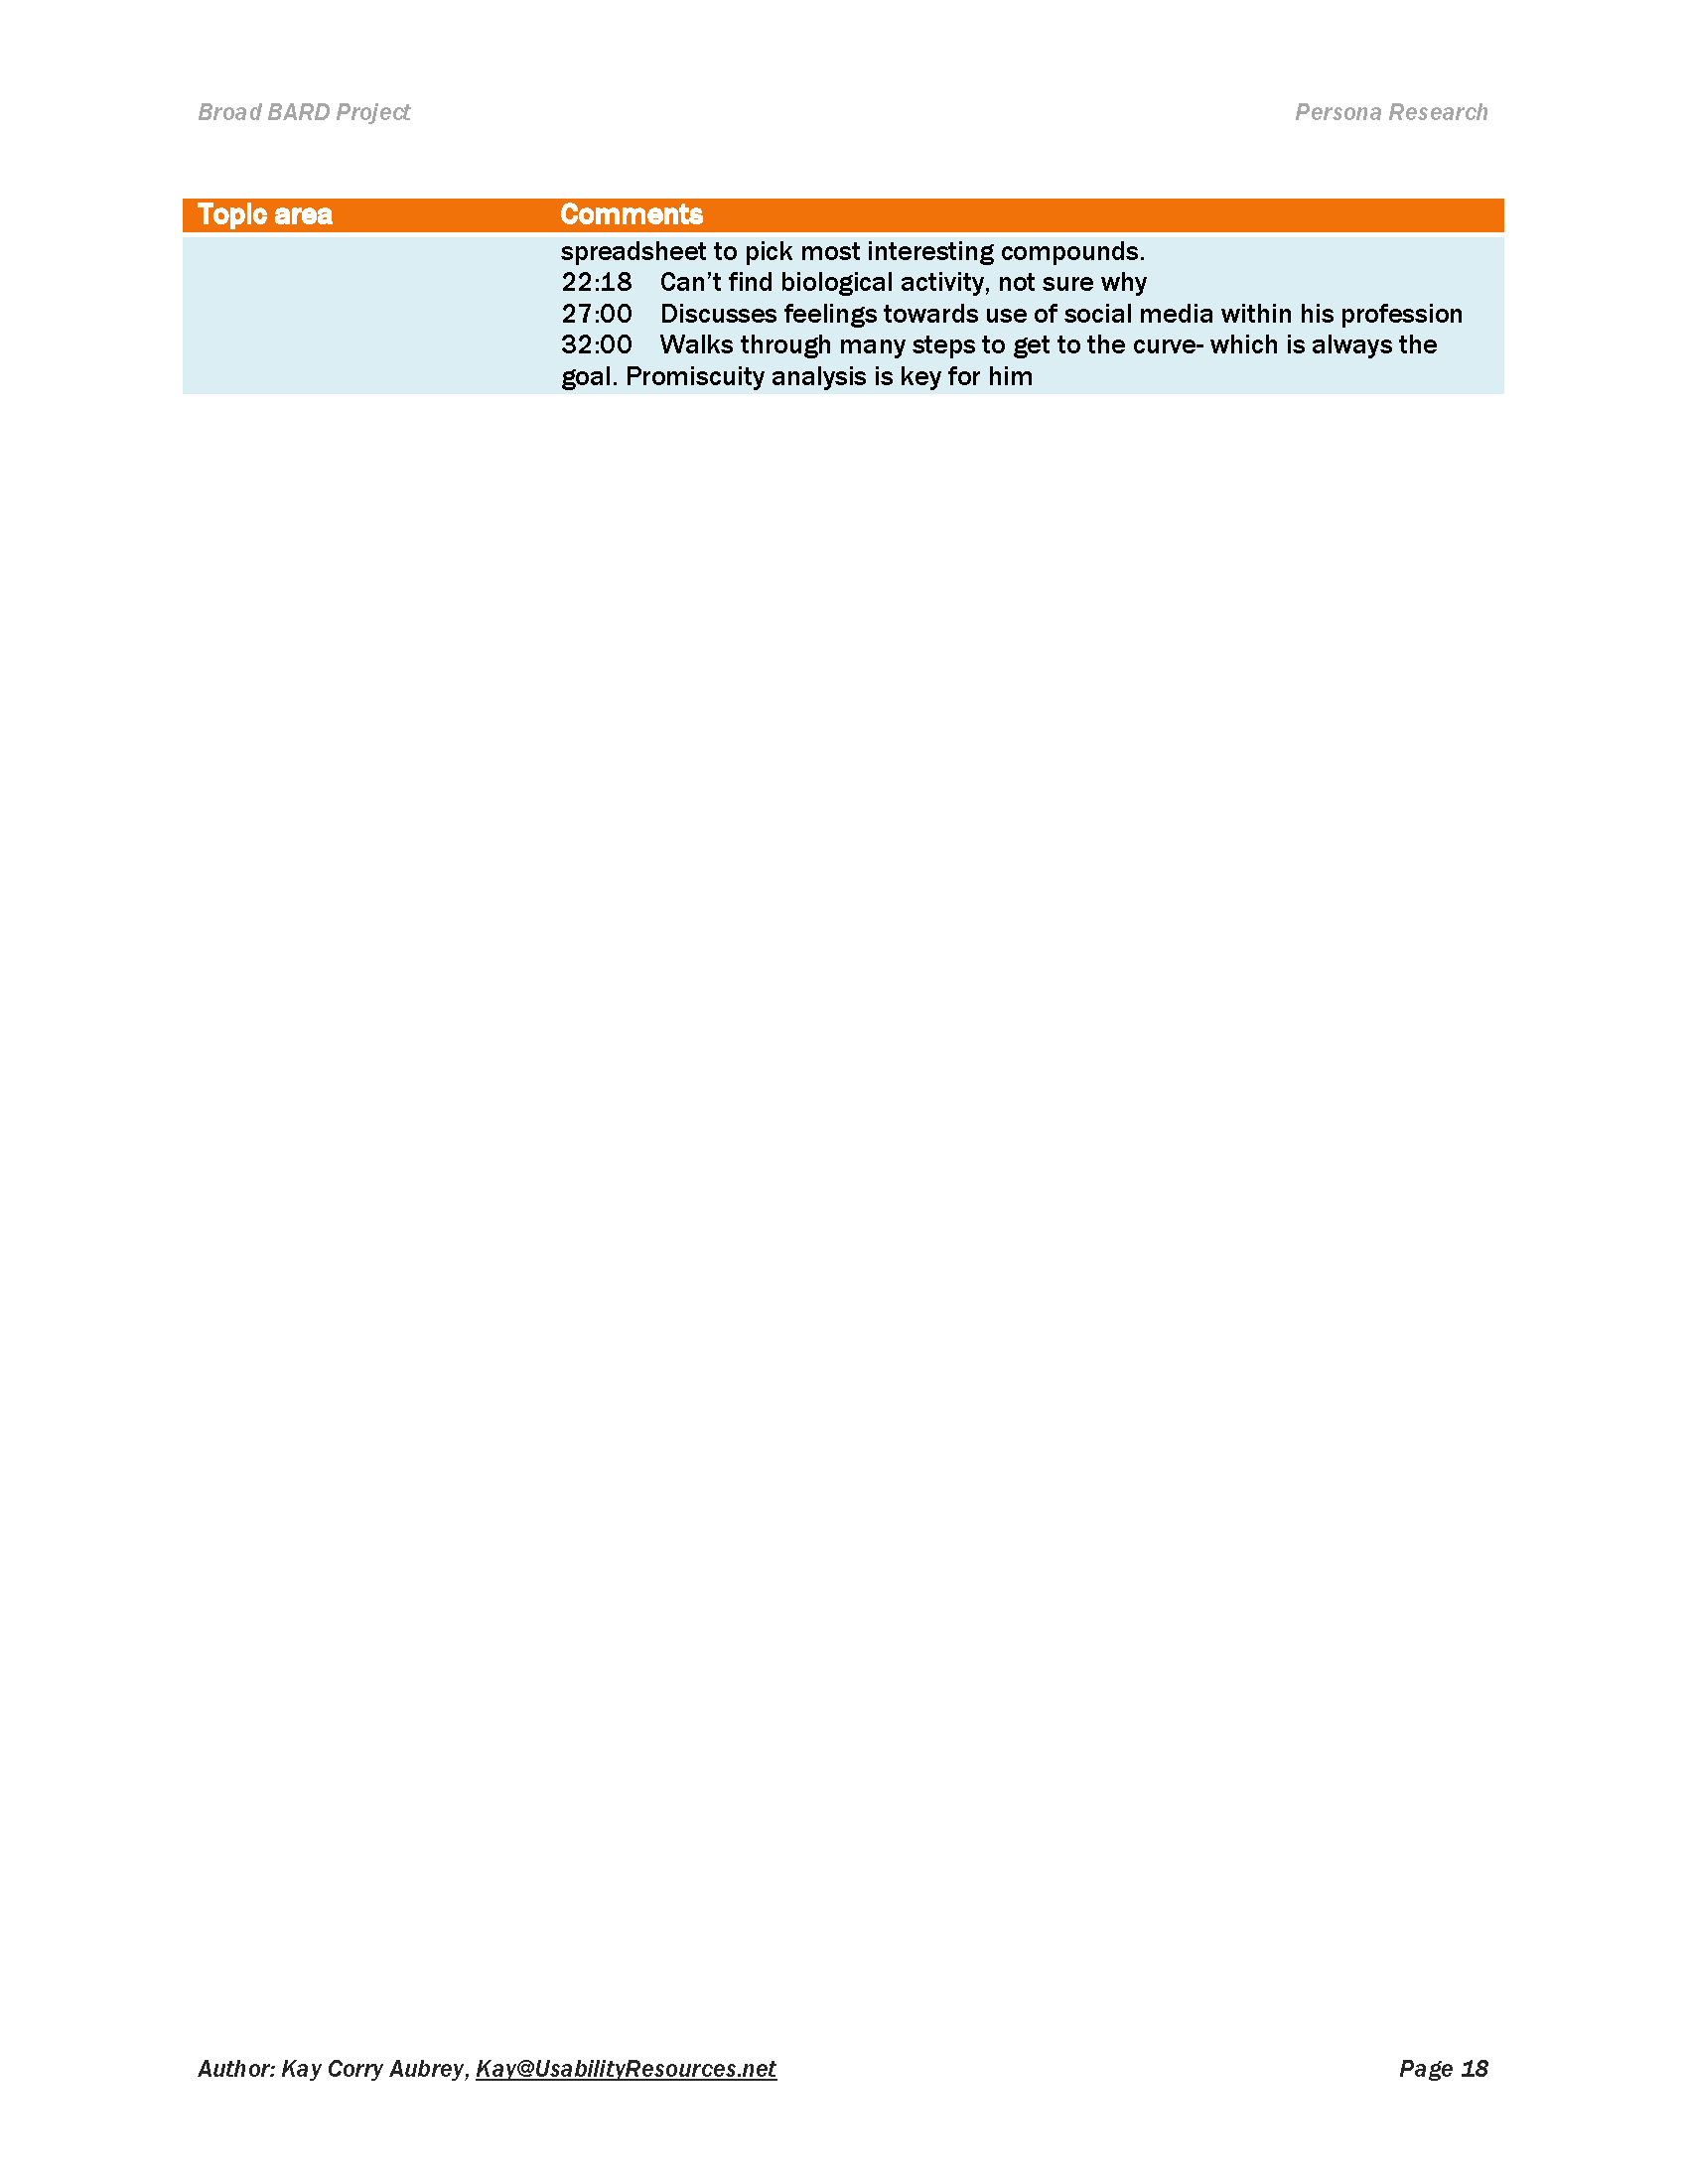 Broad BARD Project Persona Research
Topic area Comments
spreadsheet to pick most interesting compounds.
22:18 Can’t find biological activity, not sure why
27:00 Discusses feelings towards use of social media within his profession
32:00 Walks through many steps to get to the curve- which is always the
goal. Promiscuity analysis is key for him
Author: Kay Corry Aubrey, Kay@UsabilityResources.net Page 18